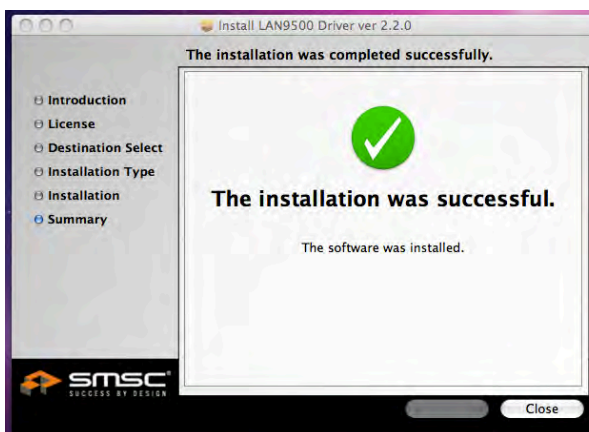 Install LAN9500 Driver ver 2.2.0
The installation was completed successfully.
Introduction
License
Destination Select
Installation Type
Installation
Summary
The installation was successful.
The software was installed.
smsc
SUCCESS BY DESIGN
Close